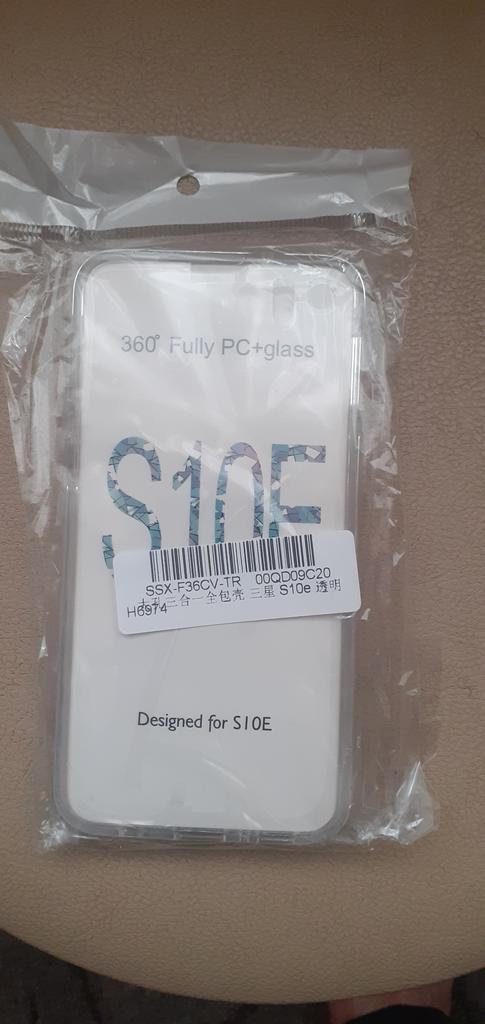 360° Fully PC+glass
S10E
SSX-F36CV-TR 00QD09C20
三合一全包壳 三星 S10e 透明
H6974
Designed for S10E